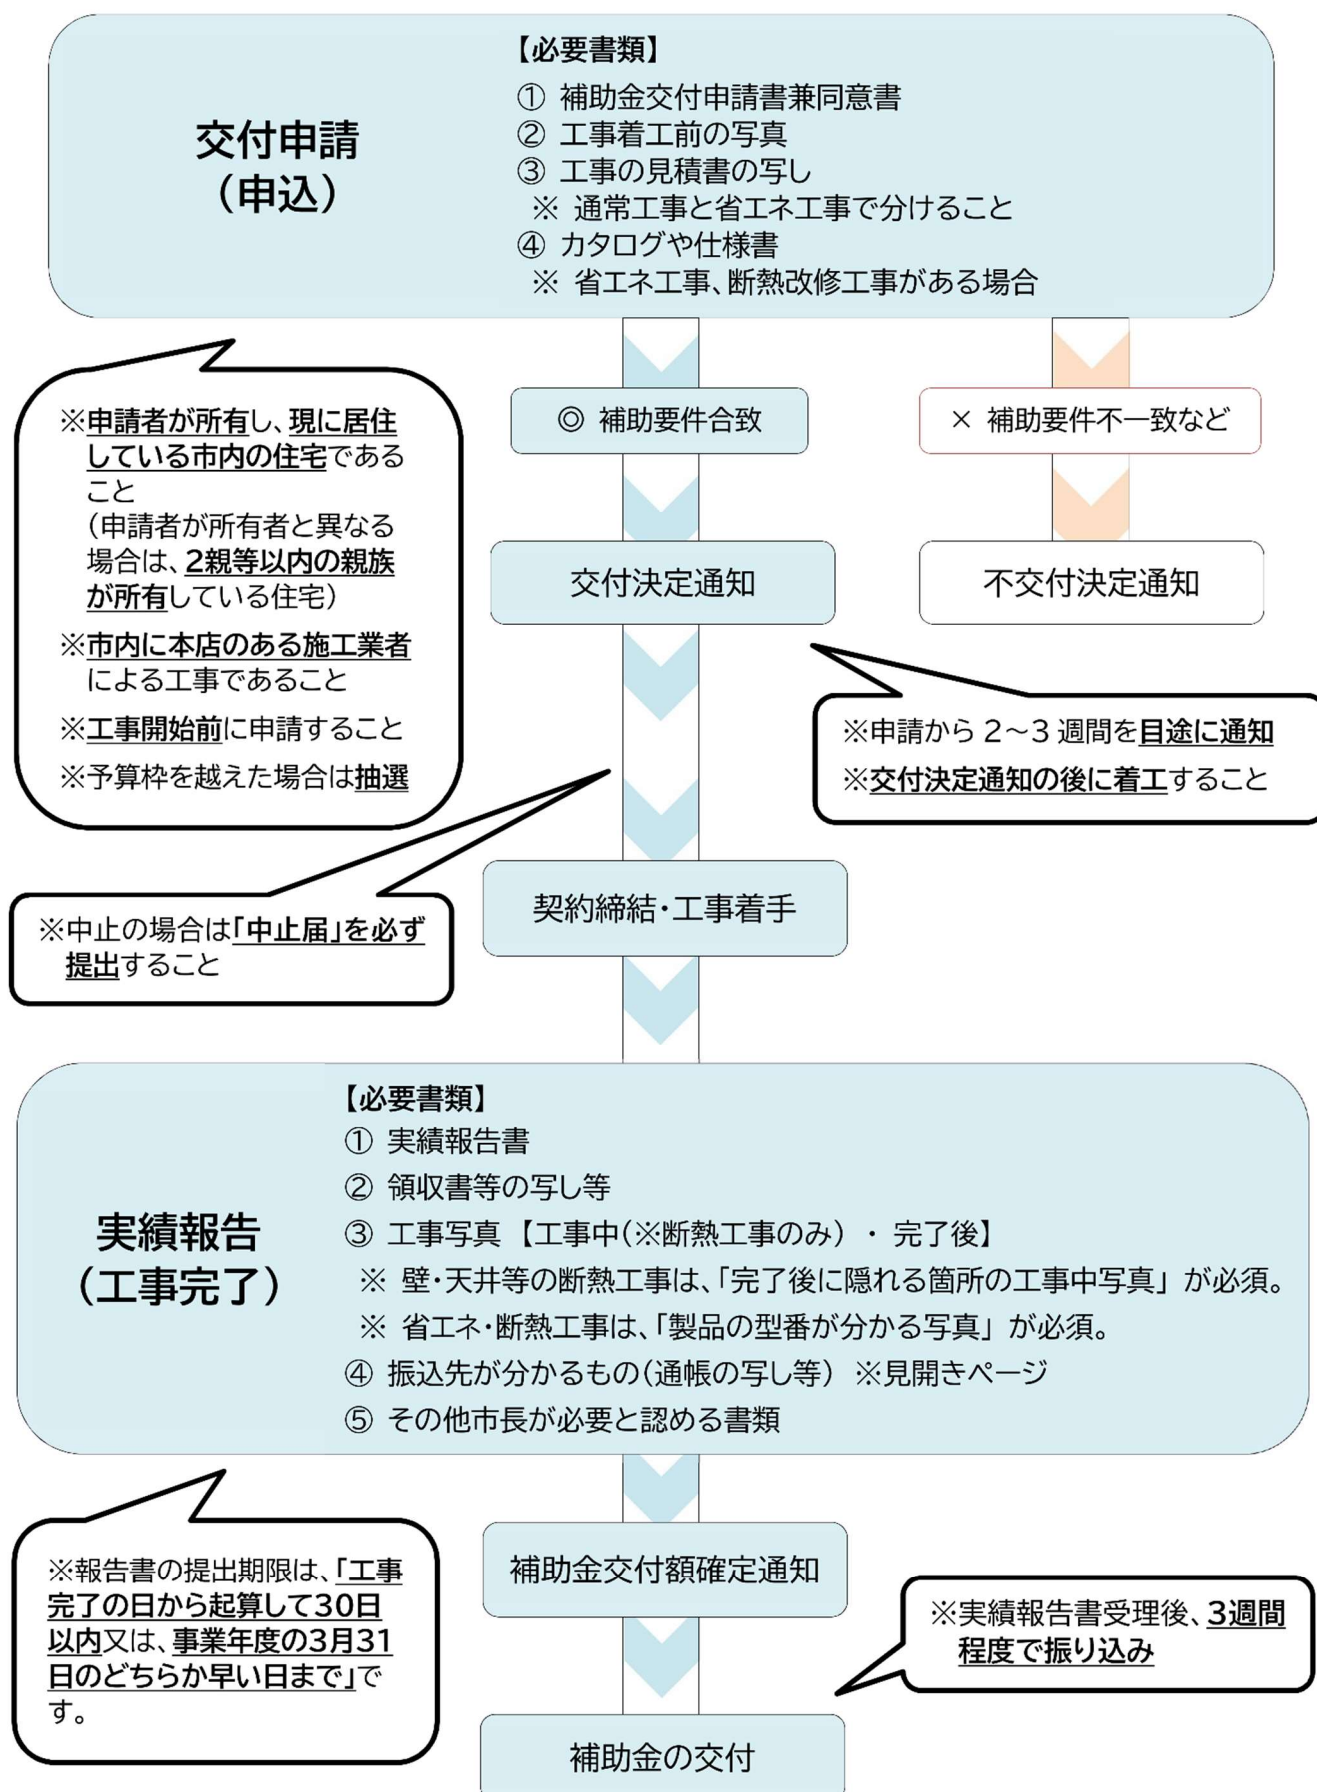 交付申請
（申込）
【必要書類】
① 補助金交付申請書兼同意書
② 工事着工前の写真
③ 工事の見積書の写し
※ 通常工事と省エネ工事で分けること
④ カタログや仕様書
※ 省エネ工事、断熱改修工事がある場合
※申請者が所有し、現に居住
している市内の住宅である
こと
（申請者が所有者と異なる
場合は、2親等以内の親族
が所有している住宅）
※市内に本店のある施工業者
による工事であること
※工事開始前に申請すること
※予算枠を越えた場合は抽選
◎ 補助要件合致
× 補助要件不一致など
交付決定通知
不交付決定通知
※申請から 2～3 週間を目途に通知
※交付決定通知の後に着工すること
※中止の場合は「中止届」を必ず
提出すること
契約締結・工事着手
実績報告
（工事完了）
【必要書類】
① 実績報告書
② 領収書等の写し等
③ 工事写真 【工事中（※断熱工事のみ） ・ 完了後】
※ 壁・天井等の断熱工事は、「完了後に隠れる箇所の工事中写真」 が必須。
※ 省エネ・断熱工事は、「製品の型番が分かる写真」 が必須。
④ 振込先が分かるもの（通帳の写し等） ※見開きページ
⑤ その他市長が必要と認める書類
※報告書の提出期限は、「工事
完了の日から起算して30日
以内又は、事業年度の3月31
日のどちらか早い日まで」で
す。
補助金交付額確定通知
※実績報告書受理後、3週間
程度で振り込み
補助金の交付